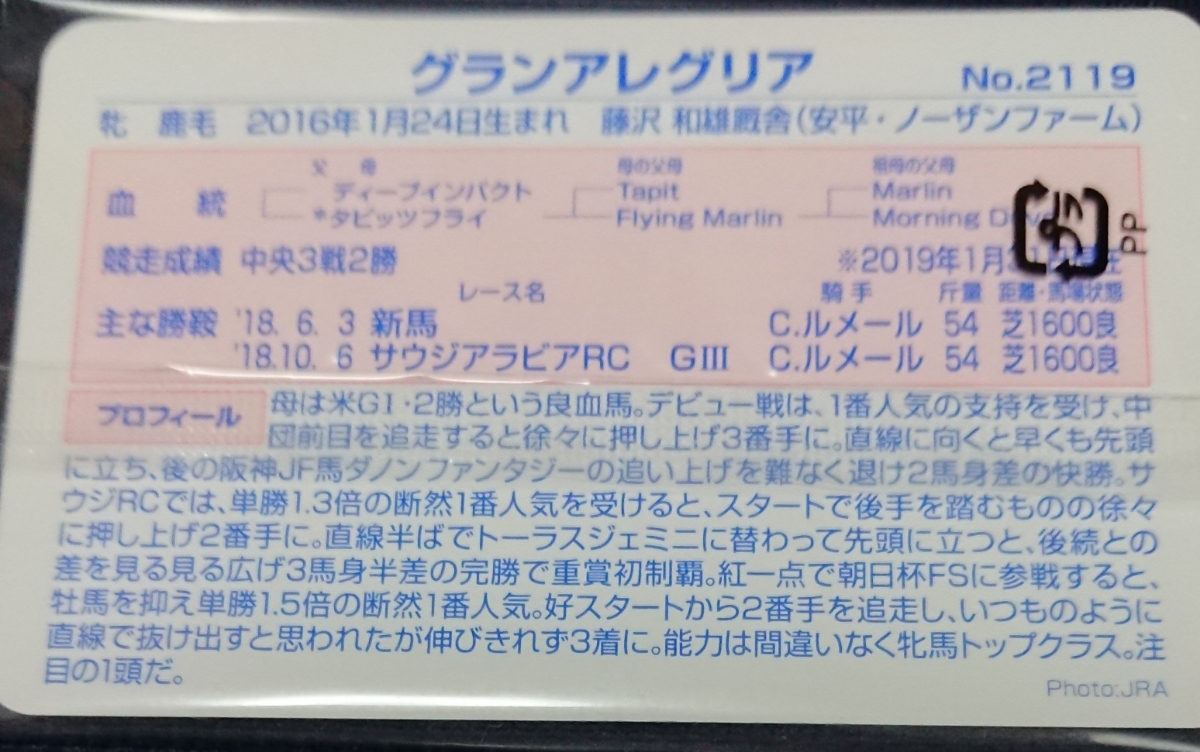 グランアレグリア No.2119
牝 鹿毛 2016年1月24日生まれ 藤沢 和雄厩舎(安平・ノーザンファーム)
父 母 母の父母 祖母の父母
血 統 ディープインパクト Tapit Marlin
*タピッツフライ Flying Marlin Morning
プラ
PP
競走成績 中央3戦2勝 ※2019年1月
レース名 騎手 斤量 距離・馬場状態
主な勝鞍 '18. 6. 3 新馬 C.ルメール 54 芝1600良
'18.10. 6 サウジアラビアRC GIII C.ルメール 54 芝1600良
プロフィール 母は米GI・2勝という良血馬。デビュー戦は、1番人気の支持を受け、中
団前目を追走すると徐々に押し上げ3番手に。直線に向くと早くも先頭
に立ち、後の阪神JF馬ダノンファンタジーの追い上げを難なく退け2馬身差の快勝。サ
ウジRCでは、単勝1.3倍の断然1番人気を受けると、スタートで後手を踏むものの徐々
に押し上げ2番手に。直線半ばでトーラスジェミニに替わって先頭に立つと、後続との
差を見る見る広げ3馬身半差の完勝で重賞初制覇。紅一点で朝日杯FSに参戦すると、
牡馬を抑え単勝1.5倍の断然1番人気。好スタートから2番手を追走し、いつものように
直線で抜け出すと思われたが伸びきれず3着に。能力は間違いなく牝馬トップクラス。注
目の1頭だ。
Photo:JRA